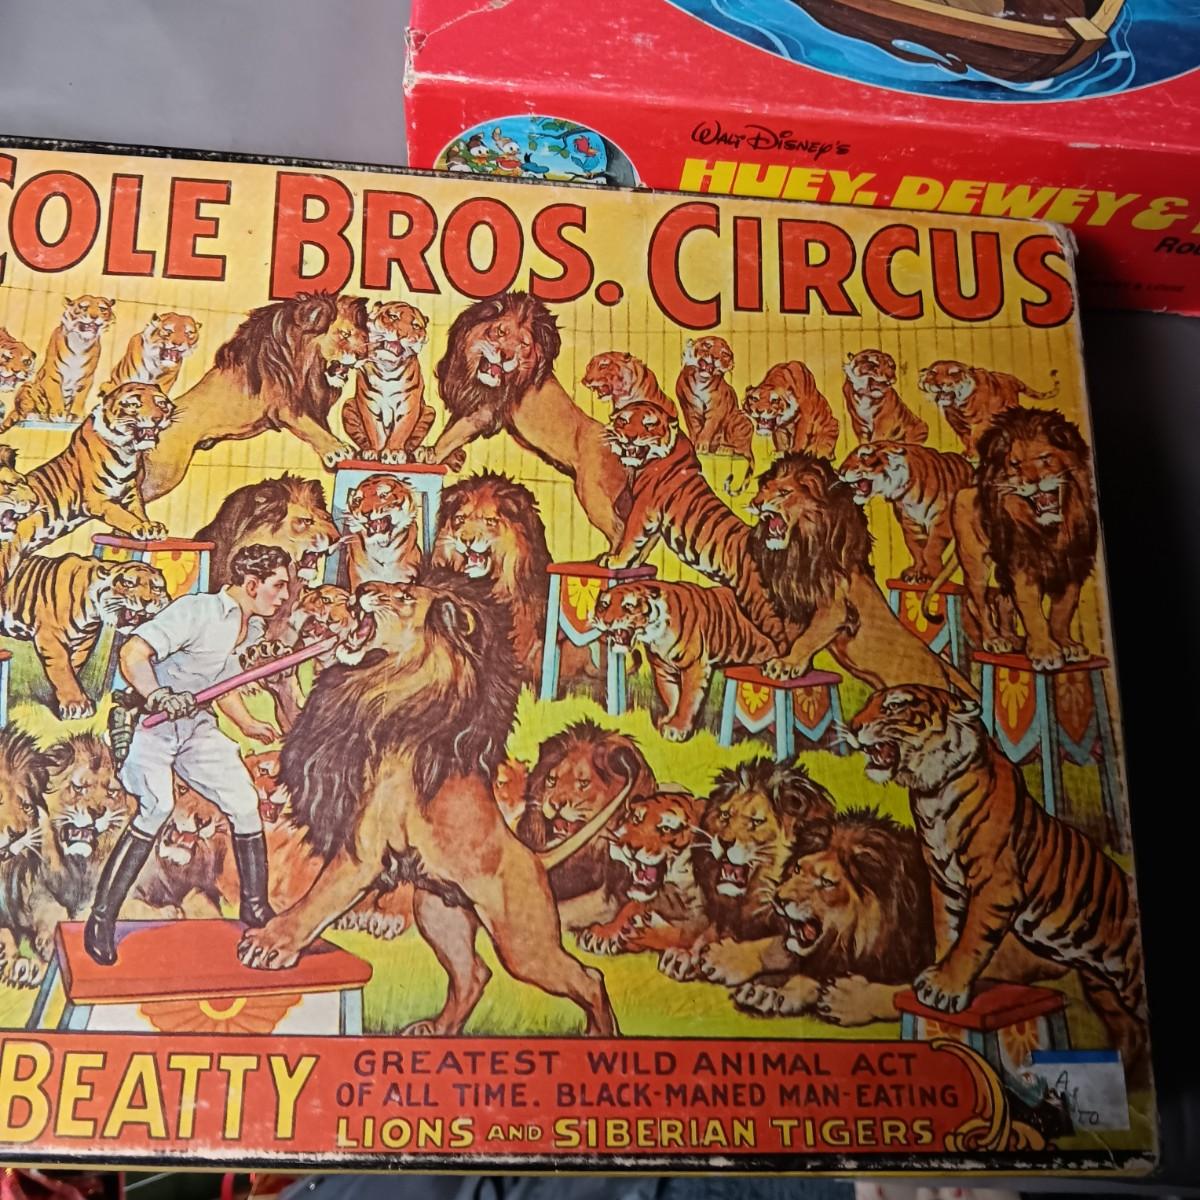 WALT DISNEY'S
HUEY, DEWEY &
COLE BROS. CIRCUS
BEATTY
GREATEST WILD ANIMAL ACT
OF ALL TIME. BLACK-MANED MAN-EATING
LIONS AND SIBERIAN TIGERS